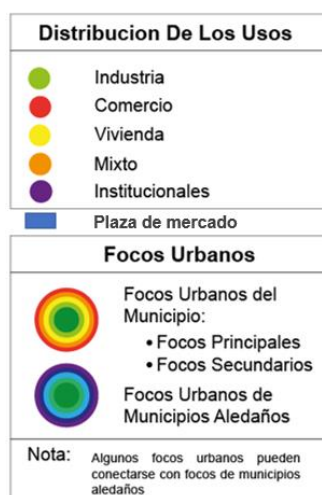 Distribucion De Los Usos
Industria
Comercio
Vivienda
Mixto
Institucionales
Plaza de mercado
Focos Urbanos
Focos Urbanos del
Municipio:
• Focos Principales
• Focos Secundarios
Focos Urbanos de
Municipios Aledaños
Nota: Algunos focos urbanos pueden
conectarse con focos de municipios
aledaños